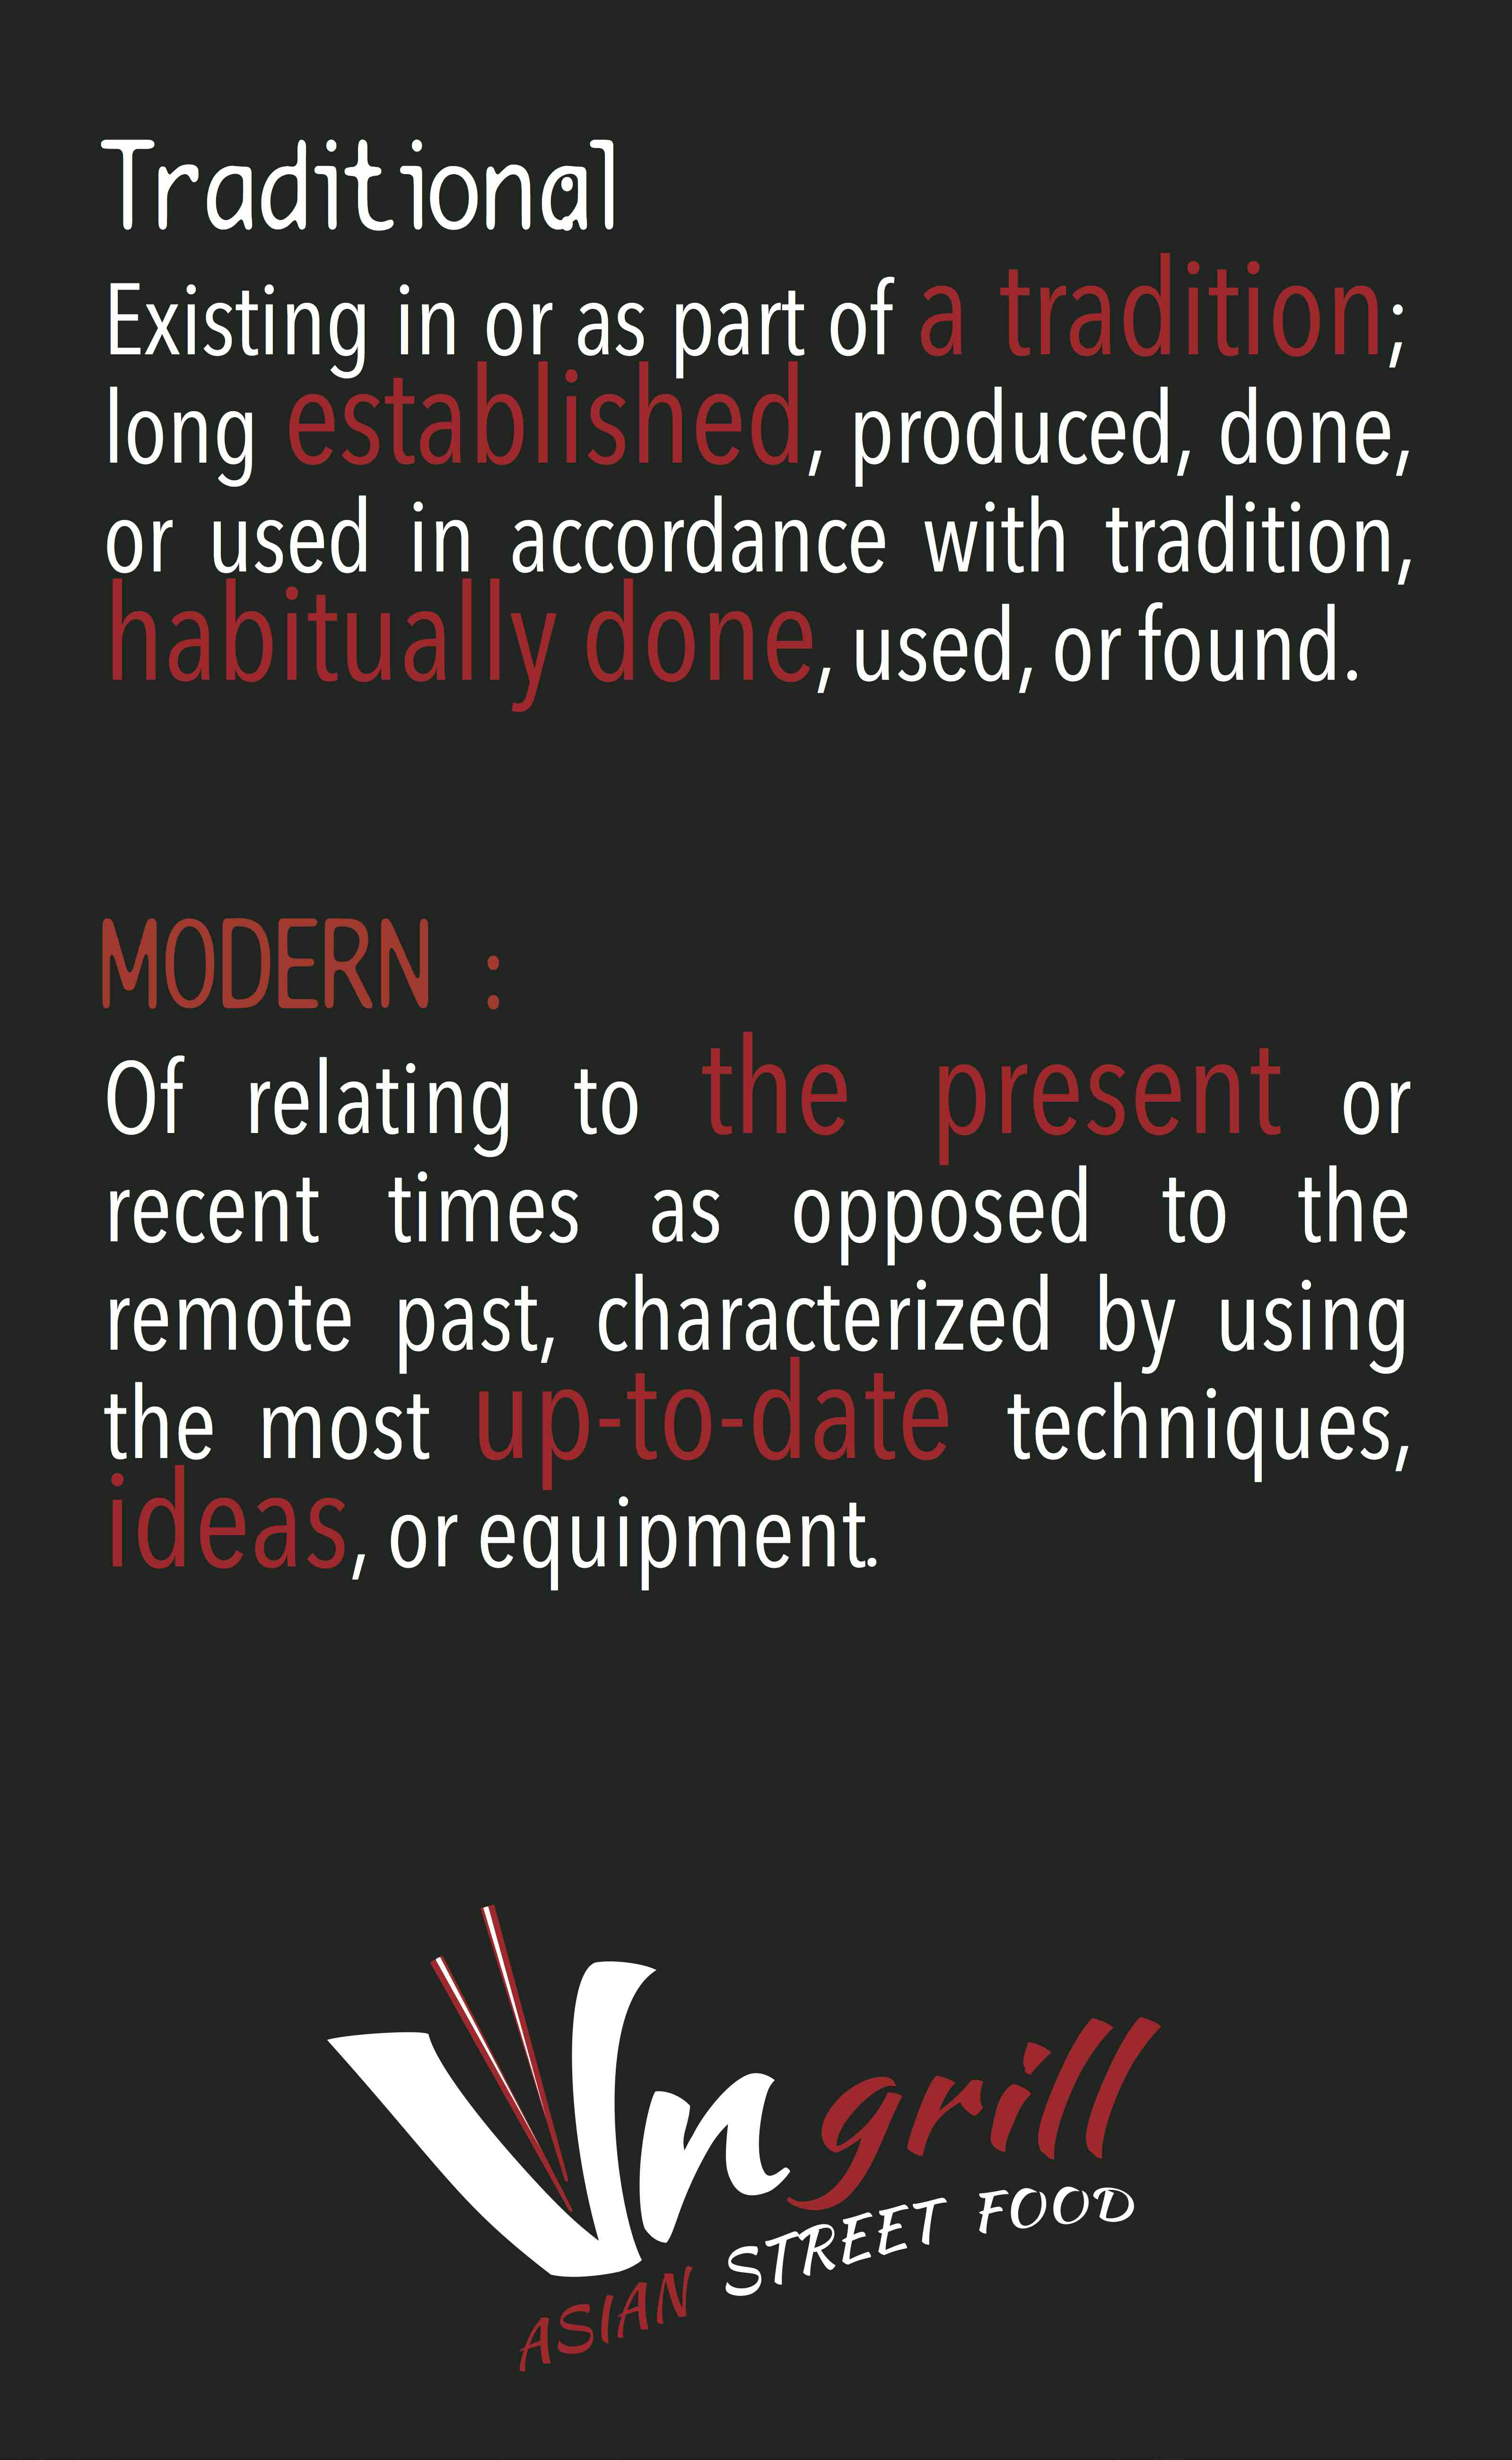 Traditional
Existing in or as part of a tradition;
long established, produced, done,
or used in accordance with tradition,
habitually done, used, or found.
MODERN :
Of relating to the present or
recent times as opposed to the
remote past, characterized by using
the most up-to-date techniques,
ideas, or equipment.
Vn grill
ASIAN STREET FOOD